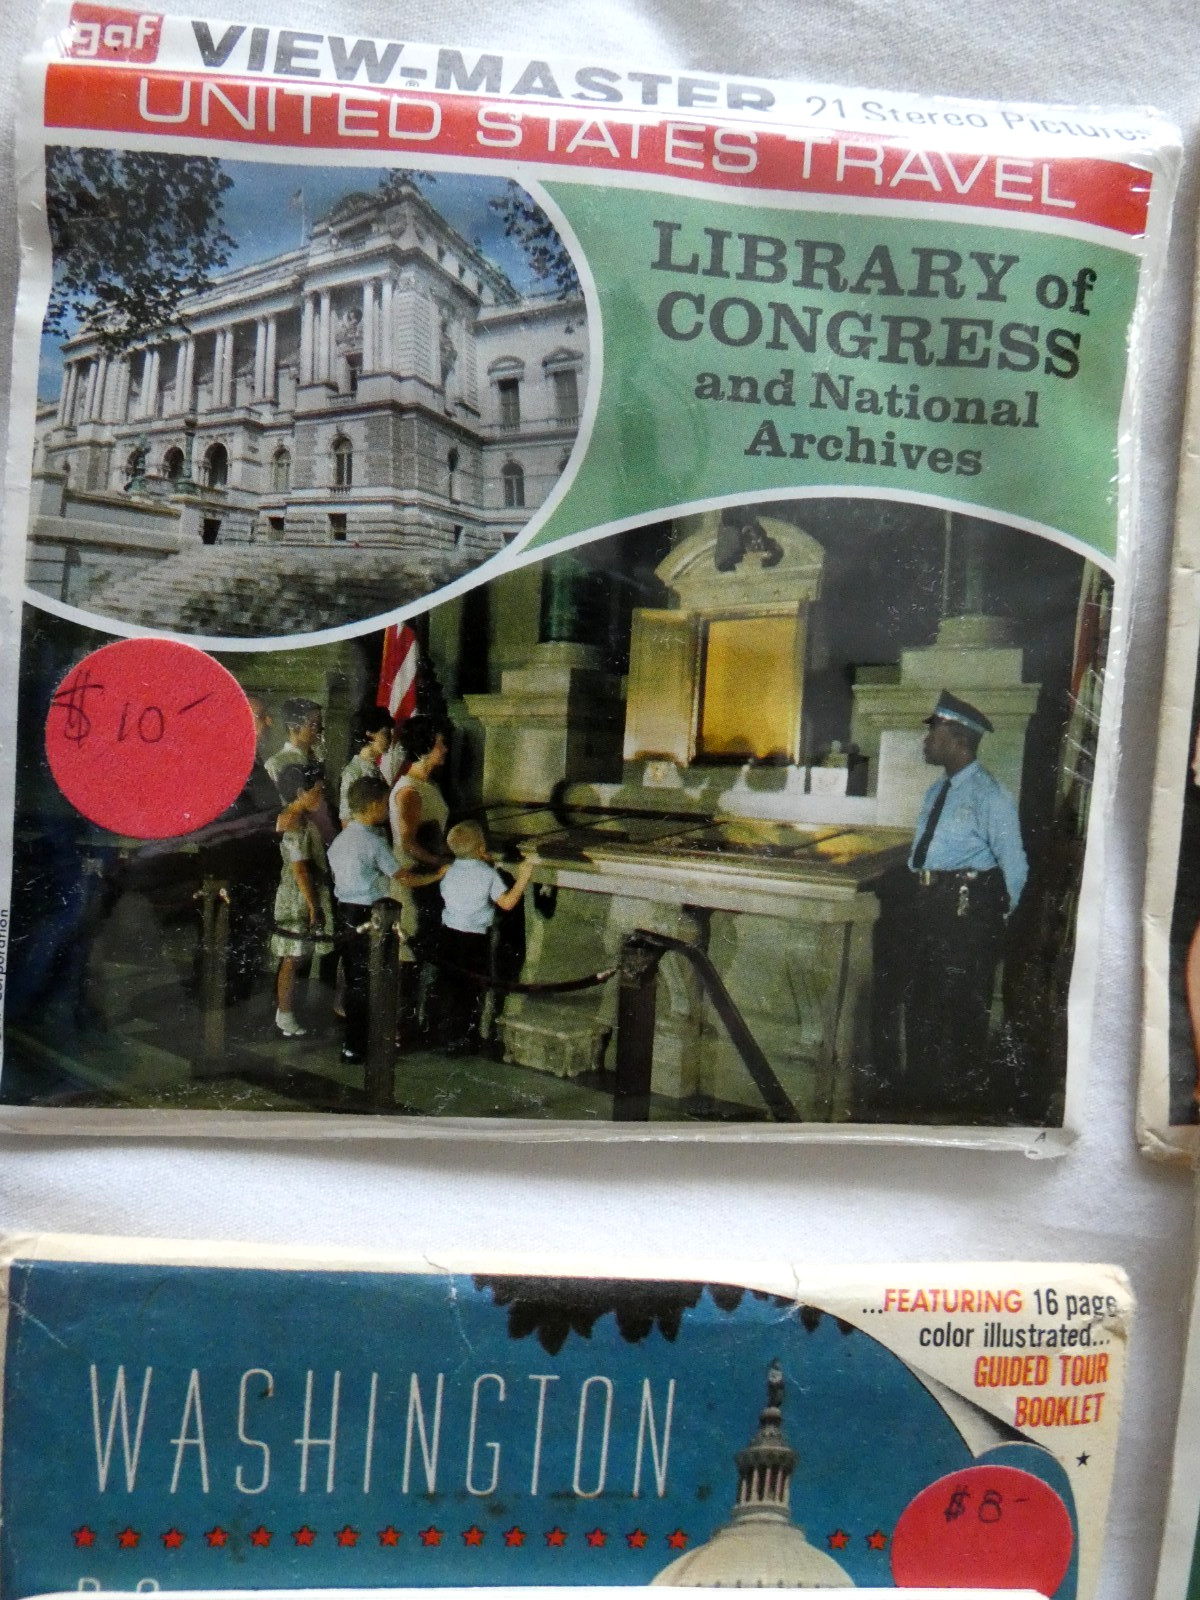 gaf VIEW-MASTER 21 Stereo Pictures
UNITED STATES TRAVEL
LIBRARY of
CONGRESS
and National
Archives
$10-
A
...FEATURING 16 page
color illustrated...
GUIDED TOUR
BOOKLET
WASHINGTON
$8-